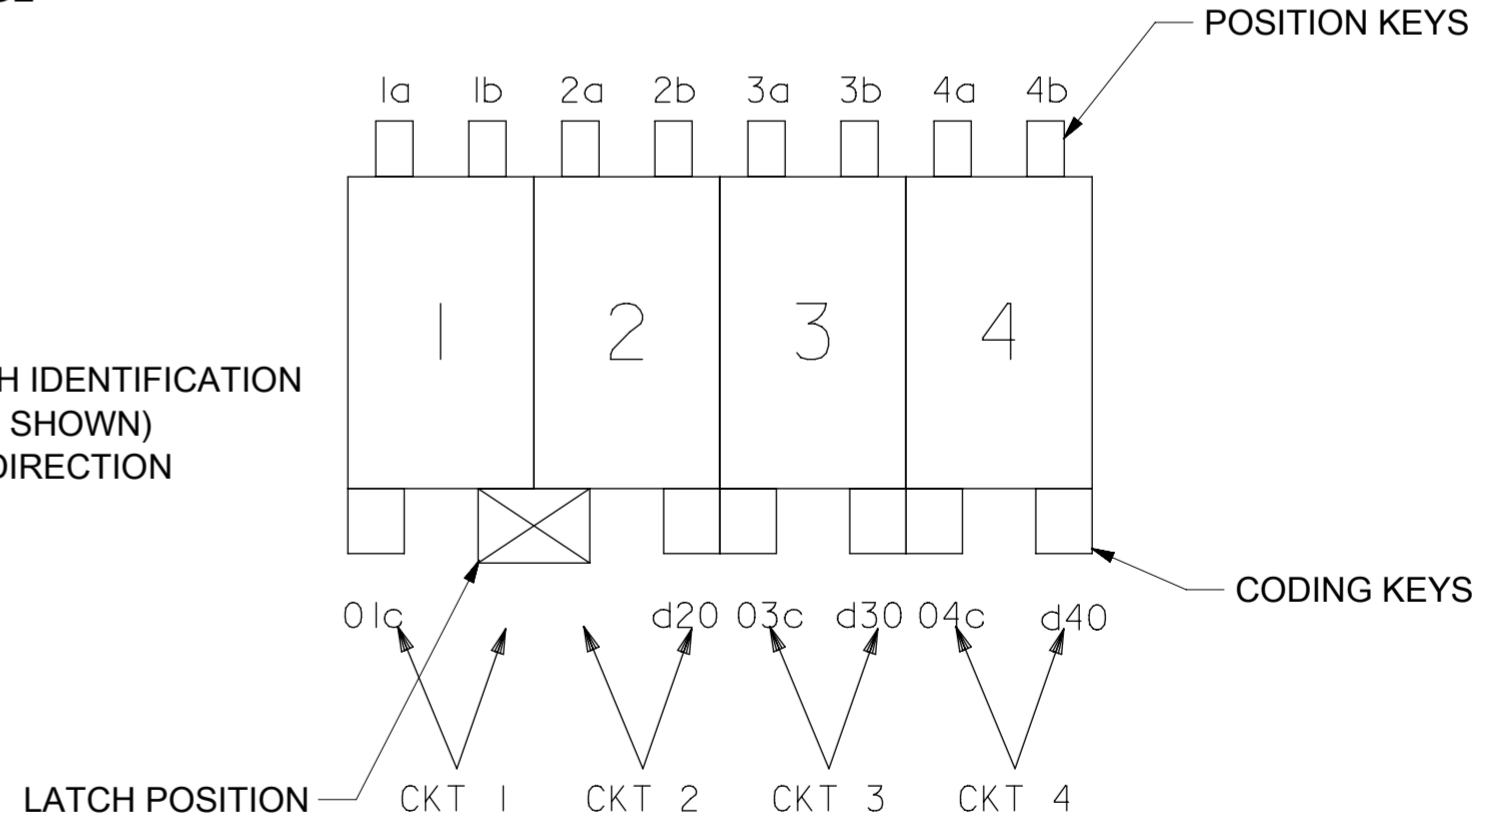 POSITION KEYS
1a 1b 2a 2b 3a 3b 4a 4b
1 2 3 4
H IDENTIFICATION
SHOWN)
DIRECTION
CODING KEYS
01c d20 03c d30 04c d40
LATCH POSITION
CKT 1 CKT 2 CKT 3 CKT 4